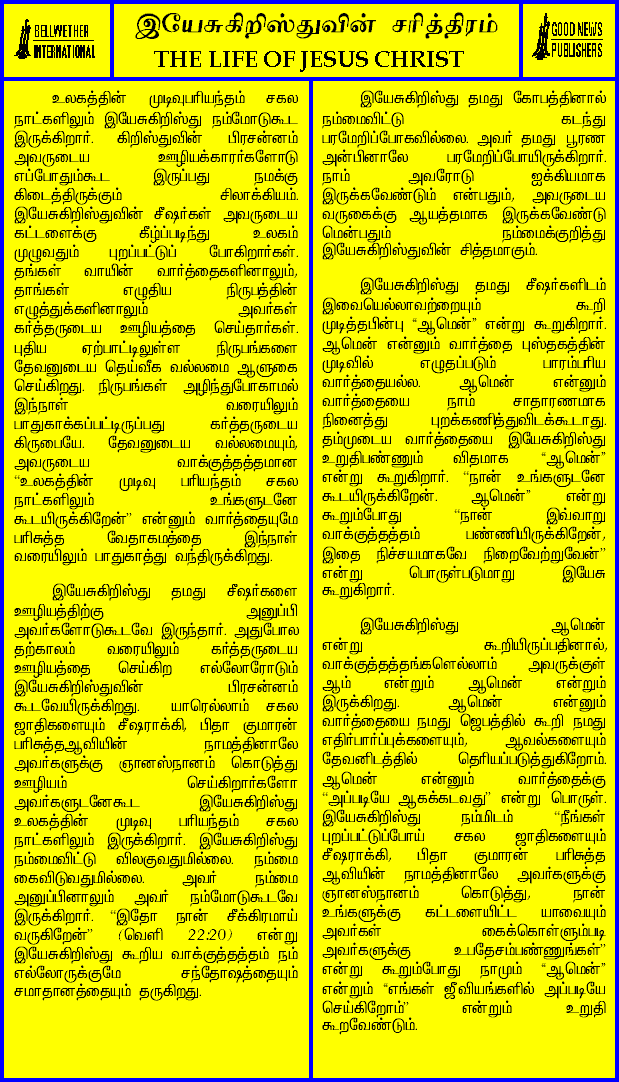 BELLWETHER
INTERNATIONAL
இயேசுகிறிஸ்துவின் சரித்திரம்
THE LIFE OF JESUS CHRIST
GOOD NEWS
PUBLISHERS
உலகத்தின் முடிவுபரியந்தம் சகல
நாட்களிலும் இயேசுகிறிஸ்து நம்மோடுகூட
இருக்கிறார். கிறிஸ்துவின் பிரசன்னம்
அவருடைய ஊழியக்காரர்களோடு
எப்போதும்கூட இருப்பது நமக்கு
கிடைத்திருக்கும் சிலாக்கியம்.
இயேசுகிறிஸ்துவின் சீஷர்கள் அவருடைய
கட்டளைக்கு கீழ்ப்படிந்து உலகம்
முழுவதும் புறப்பட்டுப் போகிறார்கள்.
தங்கள் வாயின் வார்த்தைகளினாலும்,
தாங்கள் எழுதிய நிருபத்தின்
எழுத்துக்களினாலும் அவர்கள்
கர்த்தருடைய ஊழியத்தை செய்தார்கள்.
புதிய ஏற்பாட்டிலுள்ள நிருபங்களை
தேவனுடைய தெய்வீக வல்லமை ஆளுகை
செய்கிறது. நிருபங்கள் அழிந்துபோகாமல்
இந்நாள் வரையிலும்
பாதுகாக்கப்பட்டிருப்பது கர்த்தருடைய
கிருபையே. தேவனுடைய வல்லமையும்,
அவருடைய வாக்குத்தத்தமான
“உலகத்தின் முடிவு பரியந்தம் சகல
நாட்களிலும் உங்களுடனே
கூடயிருக்கிறேன்” என்னும் வார்த்தையுமே
பரிசுத்த வேதாகமத்தை இந்நாள்
வரையிலும் பாதுகாத்து வந்திருக்கிறது.
இயேசுகிறிஸ்து தமது சீஷர்களை
ஊழியத்திற்கு அனுப்பி
அவர்களோடுகூடவே இருந்தார். அதுபோல
தற்காலம் வரையிலும் கர்த்தருடைய
ஊழியத்தை செய்கிற எல்லோரோடும்
இயேசுகிறிஸ்துவின் பிரசன்னம்
கூடவேயிருக்கிறது. யாரெல்லாம் சகல
ஜாதிகளையும் சீஷராக்கி, பிதா குமாரன்
பரிசுத்தஆவியின் நாமத்தினாலே
அவர்களுக்கு ஞானஸ்நானம் கொடுத்து
ஊழியம் செய்கிறார்களோ
அவர்களுடனேகூட இயேசுகிறிஸ்து
உலகத்தின் முடிவு பரியந்தம் சகல
நாட்களிலும் இருக்கிறார். இயேசுகிறிஸ்து
நம்மைவிட்டு விலகுவதுமில்லை. நம்மை
கைவிடுவதுமில்லை. அவர் நம்மை
அனுப்பினாலும் அவர் நம்மோடுகூடவே
இருக்கிறார். “இதோ நான் சீக்கிரமாய்
வருகிறேன்” (வெளி 22:20) என்று
இயேசுகிறிஸ்து கூறிய வாக்குத்தத்தம் நம்
எல்லோருக்குமே சந்தோஷத்தையும்
சமாதானத்தையும் தருகிறது.
இயேசுகிறிஸ்து தமது கோபத்தினால்
நம்மைவிட்டு கடந்து
பரமேறிப்போகவில்லை. அவர் தமது பூரண
அன்பினாலே பரமேறிப்போயிருக்கிறார்.
நாம் அவரோடு ஐக்கியமாக
இருக்கவேண்டும் என்பதும், அவருடைய
வருகைக்கு ஆயத்தமாக இருக்கவேண்டு
மென்பதும் நம்மைக்குறித்து
இயேசுகிறிஸ்துவின் சித்தமாகும்.
இயேசுகிறிஸ்து தமது சீஷர்களிடம்
இவையெல்லாவற்றையும் கூறி
முடித்தபின்பு “ஆமென்” என்று கூறுகிறார்.
ஆமென் என்னும் வார்த்தை புஸ்தகத்தின்
முடிவில் எழுதப்படும் பாரம்பரிய
வார்த்தையல்ல. ஆமென் என்னும்
வார்த்தையை நாம் சாதாரணமாக
நினைத்து புறக்கணித்துவிடக்கூடாது.
தம்முடைய வார்த்தையை இயேசுகிறிஸ்து
உறுதிபண்ணும் விதமாக “ஆமென்”
என்று கூறுகிறார். “நான் உங்களுடனே
கூடயிருக்கிறேன். ஆமென்” என்று
கூறும்போது “நான் இவ்வாறு
வாக்குத்தத்தம் பண்ணியிருக்கிறேன்,
இதை நிச்சயமாகவே நிறைவேற்றுவேன்”
என்று பொருள்படுமாறு இயேசு
கூறுகிறார்.
இயேசுகிறிஸ்து ஆமென்
என்று கூறியிருப்பதினால்,
வாக்குத்தத்தங்களெல்லாம் அவருக்குள்
ஆம் என்றும் ஆமென் என்றும்
இருக்கிறது. ஆமென் என்னும்
வார்த்தையை நமது ஜெபத்தில் கூறி நமது
எதிர்பார்ப்புக்களையும், ஆவல்களையும்
தேவனிடத்தில் தெரியப்படுத்துகிறோம்.
ஆமென் என்னும் வார்த்தைக்கு
“அப்படியே ஆகக்கடவது” என்று பொருள்.
இயேசுகிறிஸ்து நம்மிடம் “நீங்கள்
புறப்பட்டுப்போய் சகல ஜாதிகளையும்
சீஷராக்கி, பிதா குமாரன் பரிசுத்த
ஆவியின் நாமத்தினாலே அவர்களுக்கு
ஞானஸ்நானம் கொடுத்து, நான்
உங்களுக்கு கட்டளையிட்ட யாவையும்
அவர்கள் கைக்கொள்ளும்படி
அவர்களுக்கு உபதேசம்பண்ணுங்கள்”
என்று கூறும்போது நாமும் “ஆமென்”
என்றும் “எங்கள் ஜீவியங்களில் அப்படியே
செய்கிறோம்” என்றும் உறுதி
கூறவேண்டும்.